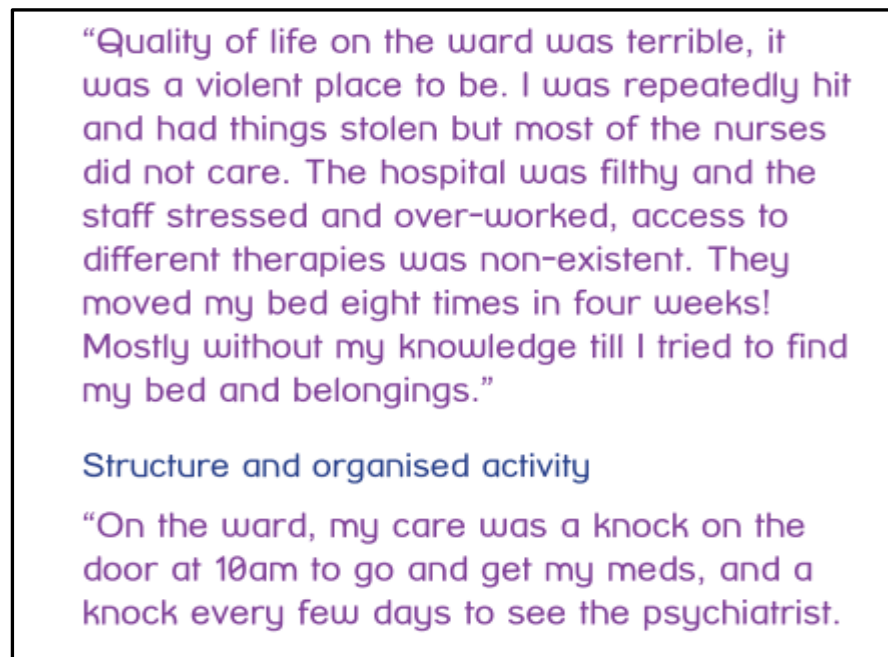 “Quality of life on the ward was terrible, it
was a violent place to be. I was repeatedly hit
and had things stolen but most of the nurses
did not care. The hospital was filthy and the
staff stressed and over-worked, access to
different therapies was non-existent. They
moved my bed eight times in four weeks!
Mostly without my knowledge till I tried to find
my bed and belongings.”
Structure and organised activity
“On the ward, my care was a knock on the
door at 10am to go and get my meds, and a
knock every few days to see the psychiatrist.